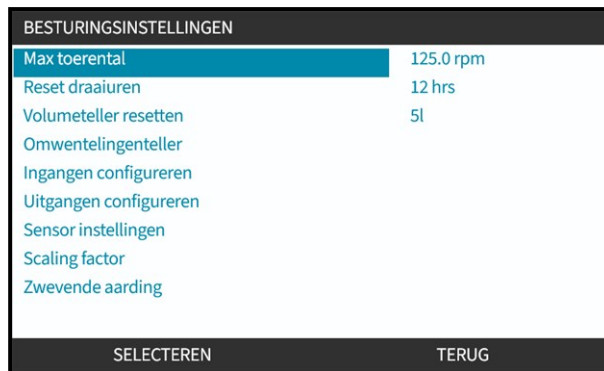 BESTURINGSINSTELLINGEN
Max toerental 125.0 rpm
Reset draaiuren 12 hrs
Volumeteller resetten 5l
Omwentelingenteller
Ingangen configureren
Uitgangen configureren
Sensor instellingen
Scaling factor
Zwevende aarding
SELECTEREN TERUG